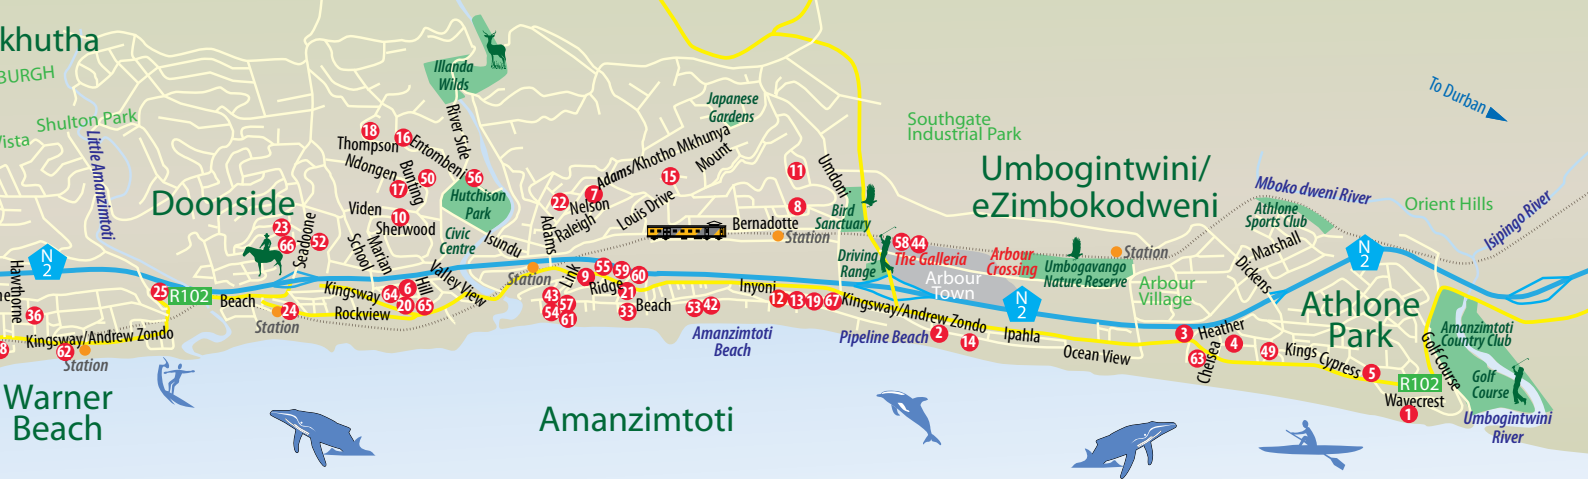 khutha
BURGH
Vista
Shulton Park
Little Amanzimtoti
Doonside
Illanda
Wilds
River Side
18
16
Thompson
Entombeni
Ndongeni
Bunting
50
17
56
Hutchison
Park
Viden
10
Sherwood
Civic
Centre
Isundu
23
66
52
Seadoone
School
Marian
Valley View
N
2
Hawthorne
36
25
R102
Beach
24
Station
Kingsway
64
6
Hill
20
65
Rockview
Kingsway/Andrew Zondo
62
Station
8
Warner
Beach
Japanese
Gardens
Adams/Khotho Mkhunya
Mount
15
7
22
Nelson
Raleigh
Louis Drive
Adams
Station
Link
9
55
59
60
Ridge
21
43
57
54
61
33
Beach
53
42
Amanzimtoti
Beach
Bernadotte
Station
11
8
Umdoni
Bird
Sanctuary
Driving
Range
Inyoni
12
13
19
67
Kingsway/Andrew Zondo
Pipeline Beach
2
14
Amanzimtoti
Southgate
Industrial Park
To Durban
Umbogintwini/
eZimbokodweni
58
44
The Galleria
Arbour
Crossing
Arbour
Town
Umbogavango
Nature Reserve
Station
Arbour
Village
N
2
Ipahla
Ocean View
Mboko dweni River
Athlone
Sports Club
Orient Hills
Isipingo River
Marshall
Dickens
N
2
Athlone
Park
3
Heather
63
Chelsea
4
49
Kings
Cypress
5
R102
Wavecrest
1
Golf Course
Amanzimtoti
Country Club
Golf
Course
Umbogintwini
River